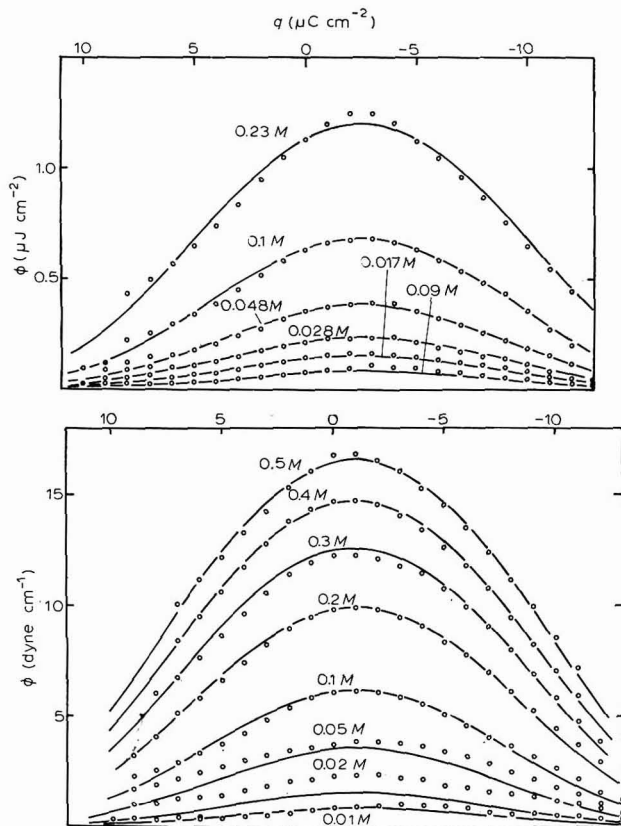 q (μC cm⁻²)
10 5 0 -5 -10
φ (μJ cm⁻²)
1.0
0.5
0.23 M
0.1 M
0.017 M
0.09 M
0.048 M
0.028 M
10 5 0 -5 -10
φ (dyne cm⁻¹)
15
10
5
0.5 M
0.4 M
0.3 M
0.2 M
0.1 M
0.05 M
0.02 M
0.01 M